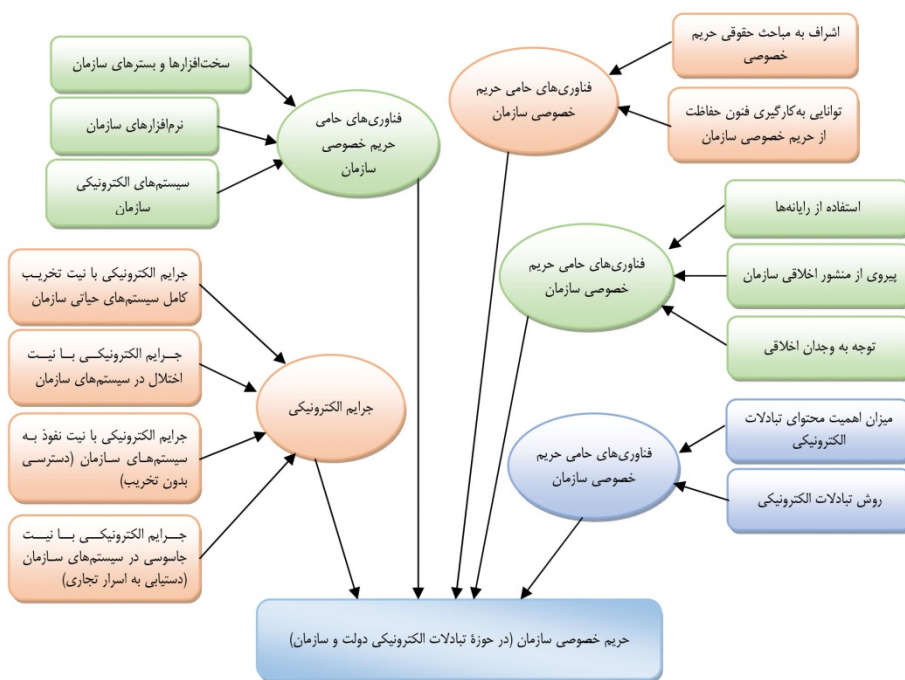 اشراف به مباحث حقوقی حریم
خصوصی
توانایی به‌کارگیری فنون حفاظت
از حریم خصوصی سازمان
فناوری‌های حامی حریم
خصوصی سازمان
سخت‌افزارها و بسترهای سازمان
نرم‌افزارهای سازمان
سیستم‌های الکترونیکی
سازمان
فناوری‌های حامی
حریم خصوصی
سازمان
استفاده از رایانه‌ها
پیروی از منشور اخلاقی سازمان
توجه به وجدان اخلاقی
فناوری‌های حامی حریم
خصوصی سازمان
جرایم الکترونیکی با نیت تخریب
کامل سیستم‌های حیاتی سازمان
جرایم الکترونیکی با نیت
اختلال در سیستم‌های سازمان
جرایم الکترونیکی با نیت نفوذ به
سیستم‌های سازمان (دسترسی
بدون تخریب)
جرایم الکترونیکی با نیت
جاسوسی در سیستم‌های سازمان
(دستیابی به اسرار تجاری)
جرایم الکترونیکی
میزان اهمیت محتوای تبادلات
الکترونیکی
روش تبادلات الکترونیکی
فناوری‌های حامی حریم
خصوصی سازمان
حریم خصوصی سازمان (در حوزهٔ تبادلات الکترونیکی دولت و سازمان)